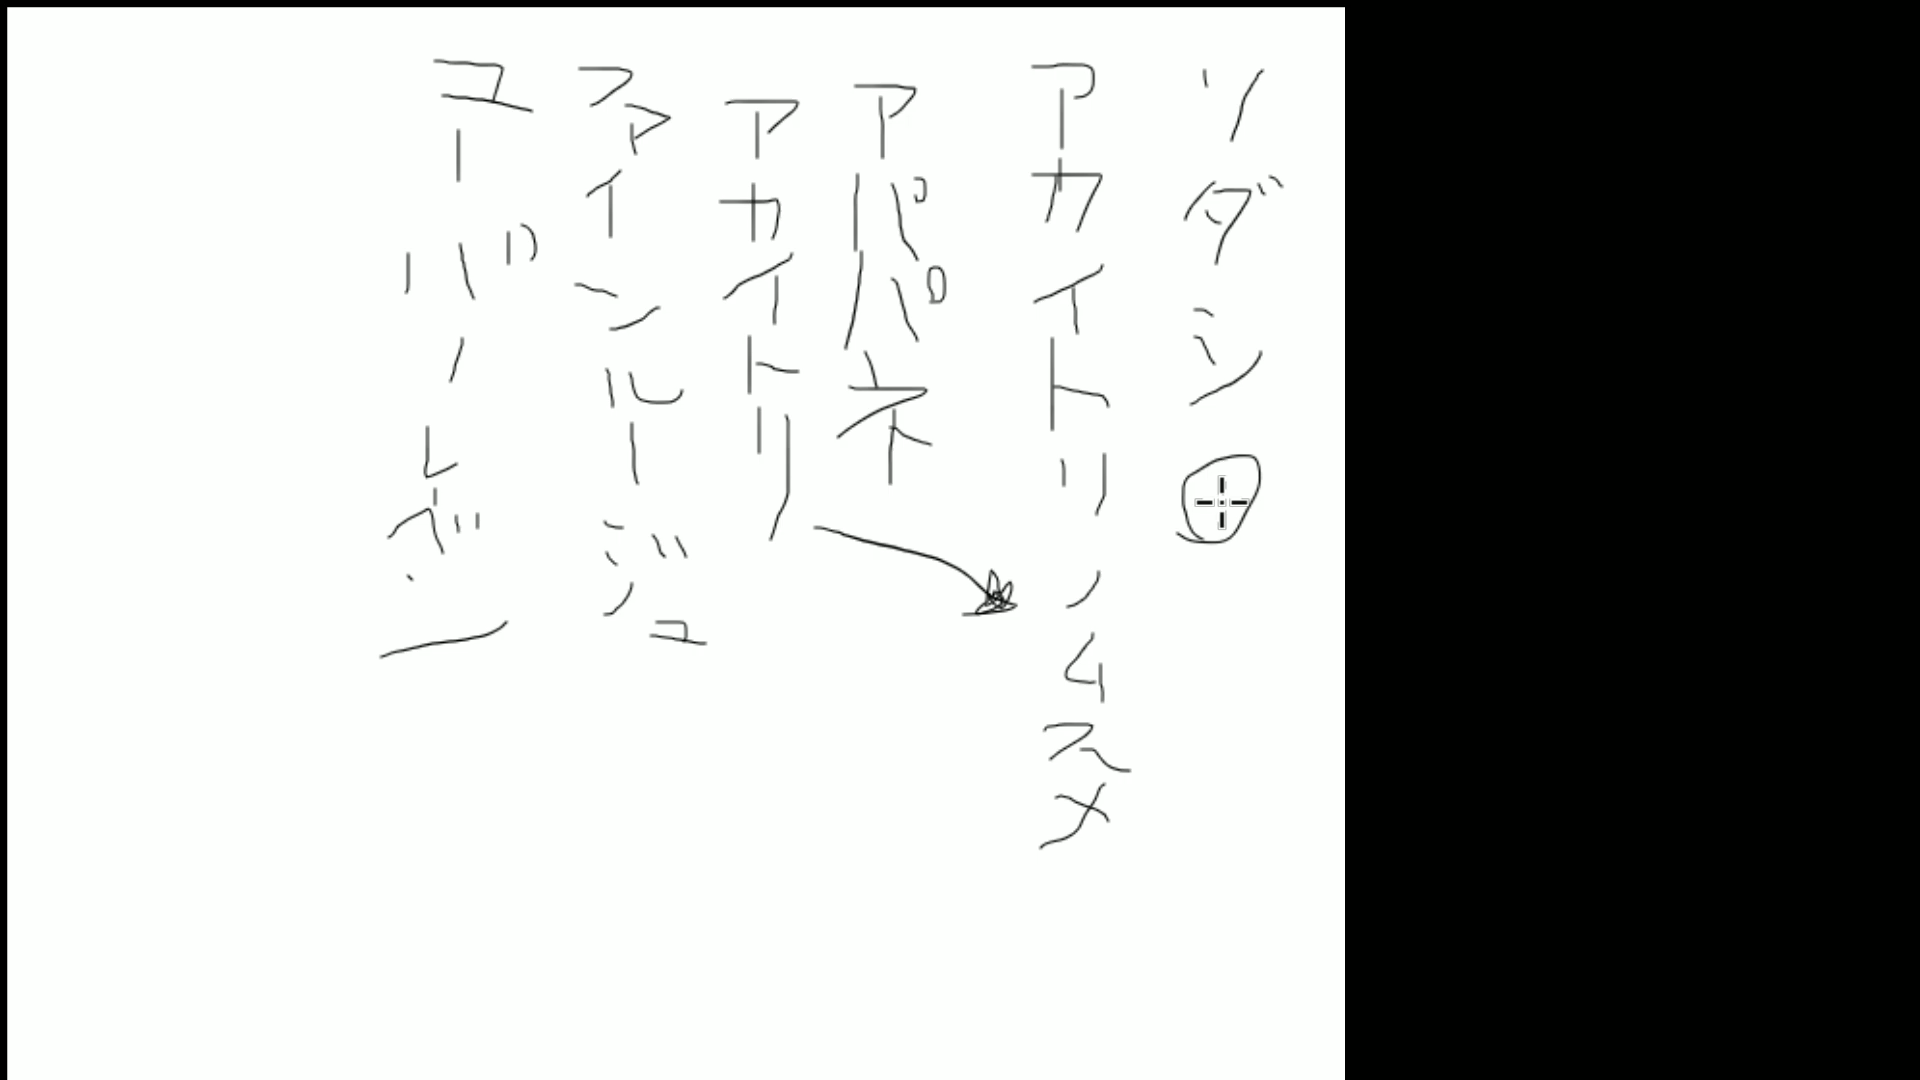 ソダシ
アカイトリノムスメ
アパパネ
アカイトリ
ファインルージュ
ユーバーレーベン